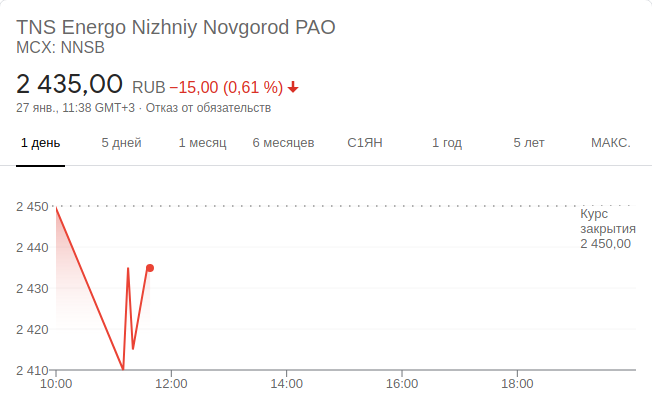 TNS Energo Nizhniy Novgorod PAO
MCX: NNSB
2 435,00 RUB −15,00 (0,61 %)
27 янв., 11:38 GMT+3 · Отказ от обязательств
1 день 5 дней 1 месяц 6 месяцев С1ЯН 1 год 5 лет МАКС.
2 450
Курс
закрытия
2 450,00
2 440
2 430
2 420
2 410
10:00 12:00 14:00 16:00 18:00